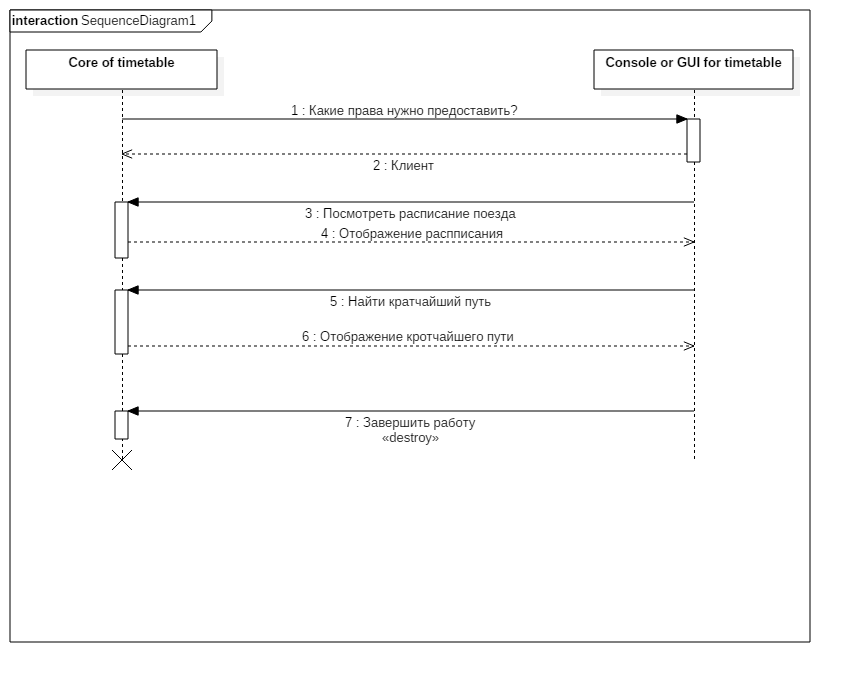 interaction SequenceDiagram1
Core of timetable
Console or GUI for timetable
1 : Какие права нужно предоставить?
2 : Клиент
3 : Посмотреть расписание поезда
4 : Отображение распписания
5 : Найти кратчайший путь
6 : Отображение кротчайшего пути
7 : Завершить работу
«destroy»